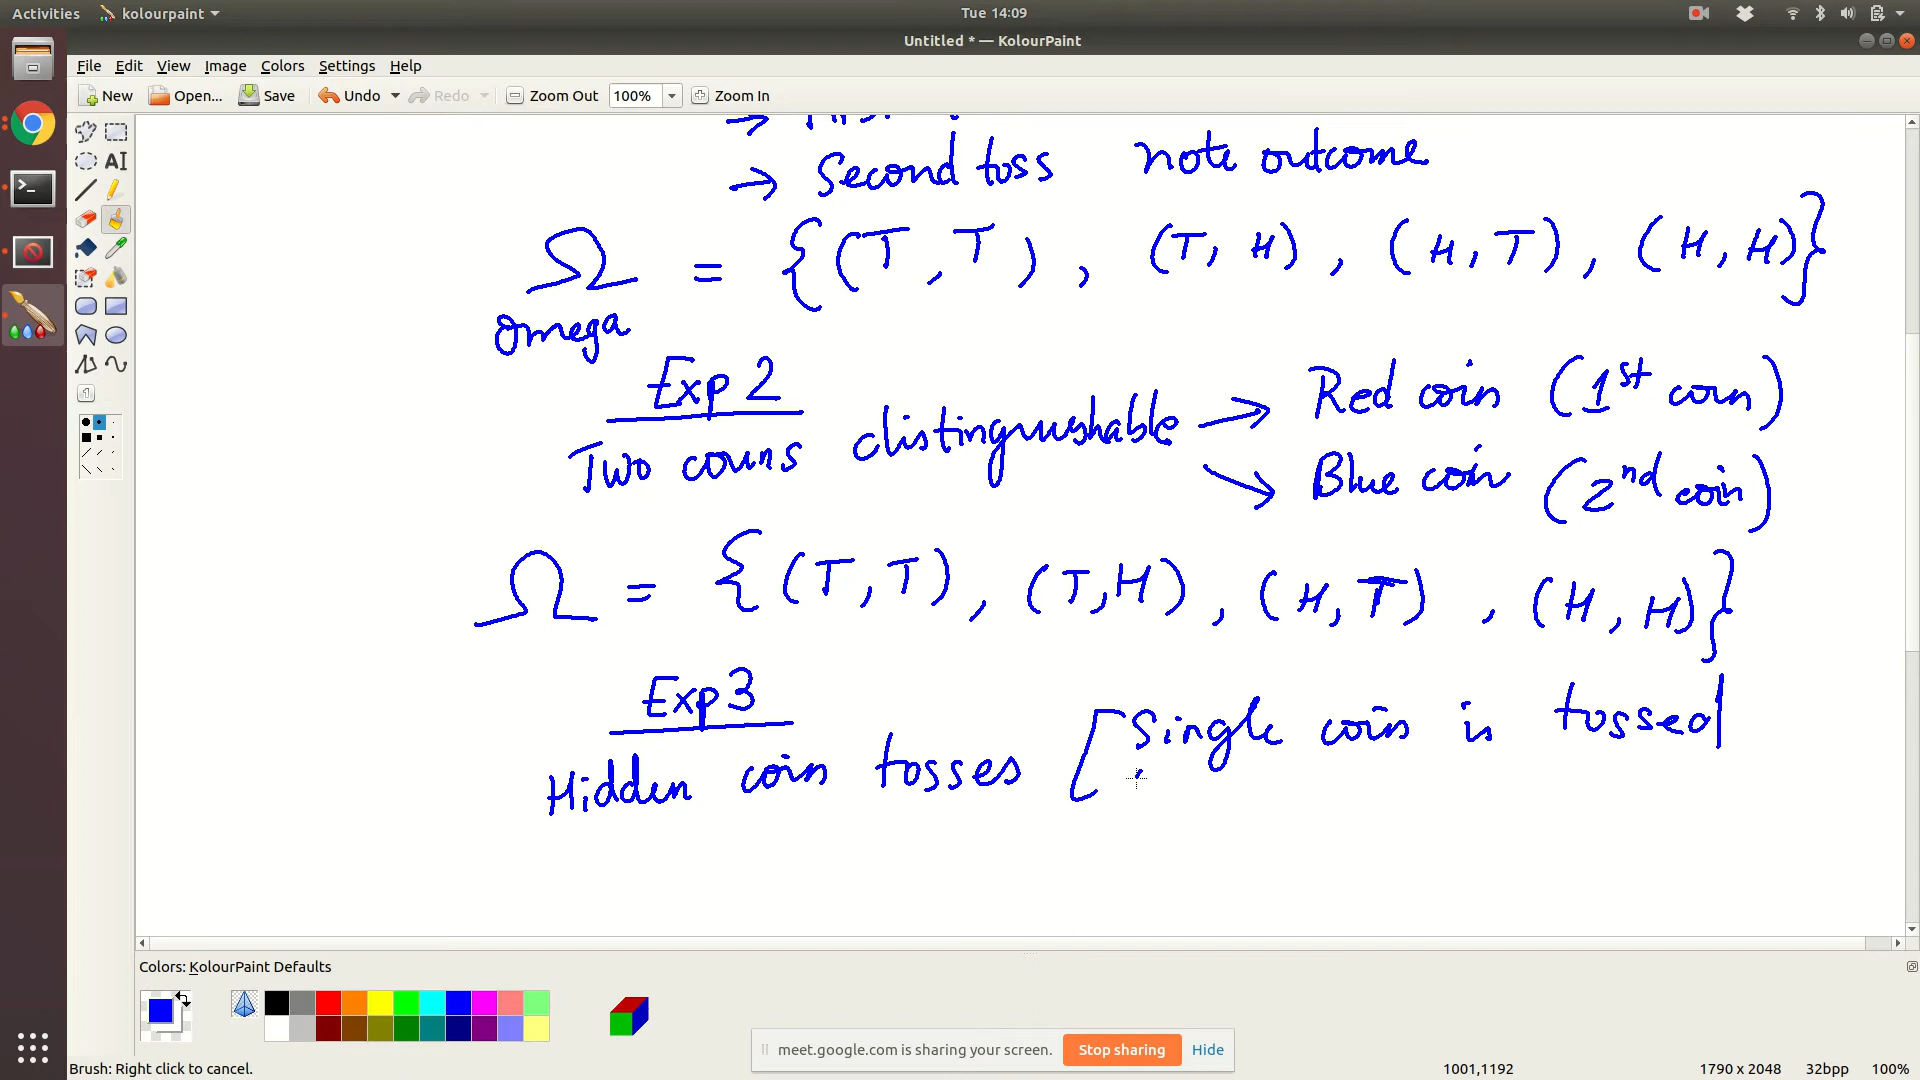 Activities kolourpaint Tue 14:09
Untitled * — KolourPaint
File Edit View Image Colors Settings Help
New Open... Save Undo Redo Zoom Out 100% Zoom In
→ Second toss note outcome
Ω = {(T, T), (T, H), (H, T), (H, H)}
Omega
Exp 2
Two coins distinguishable → Red coin (1st coin)
→ Blue coin (2nd coin)
Ω = {(T, T), (T, H), (H, T), (H, H)}
Exp 3
Hidden coin tosses [Single coin is tossed
Colors: KolourPaint Defaults
meet.google.com is sharing your screen. Stop sharing Hide
Brush: Right click to cancel. 1001,1192 1790 x 2048 32bpp 100%